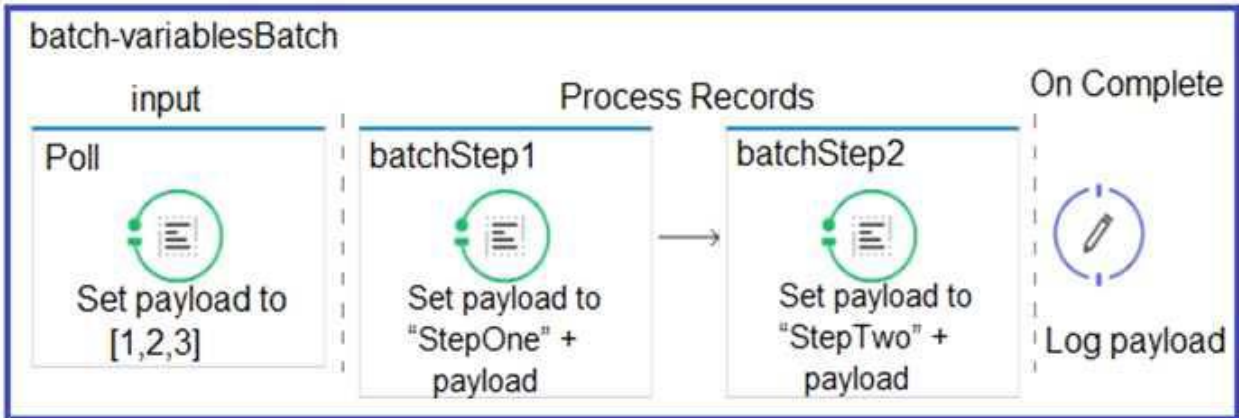 batch-variablesBatch
input
Process Records
On Complete
Poll
Set payload to
[1,2,3]
batchStep1
Set payload to
“StepOne” +
payload
batchStep2
Set payload to
“StepTwo” +
payload
Log payload